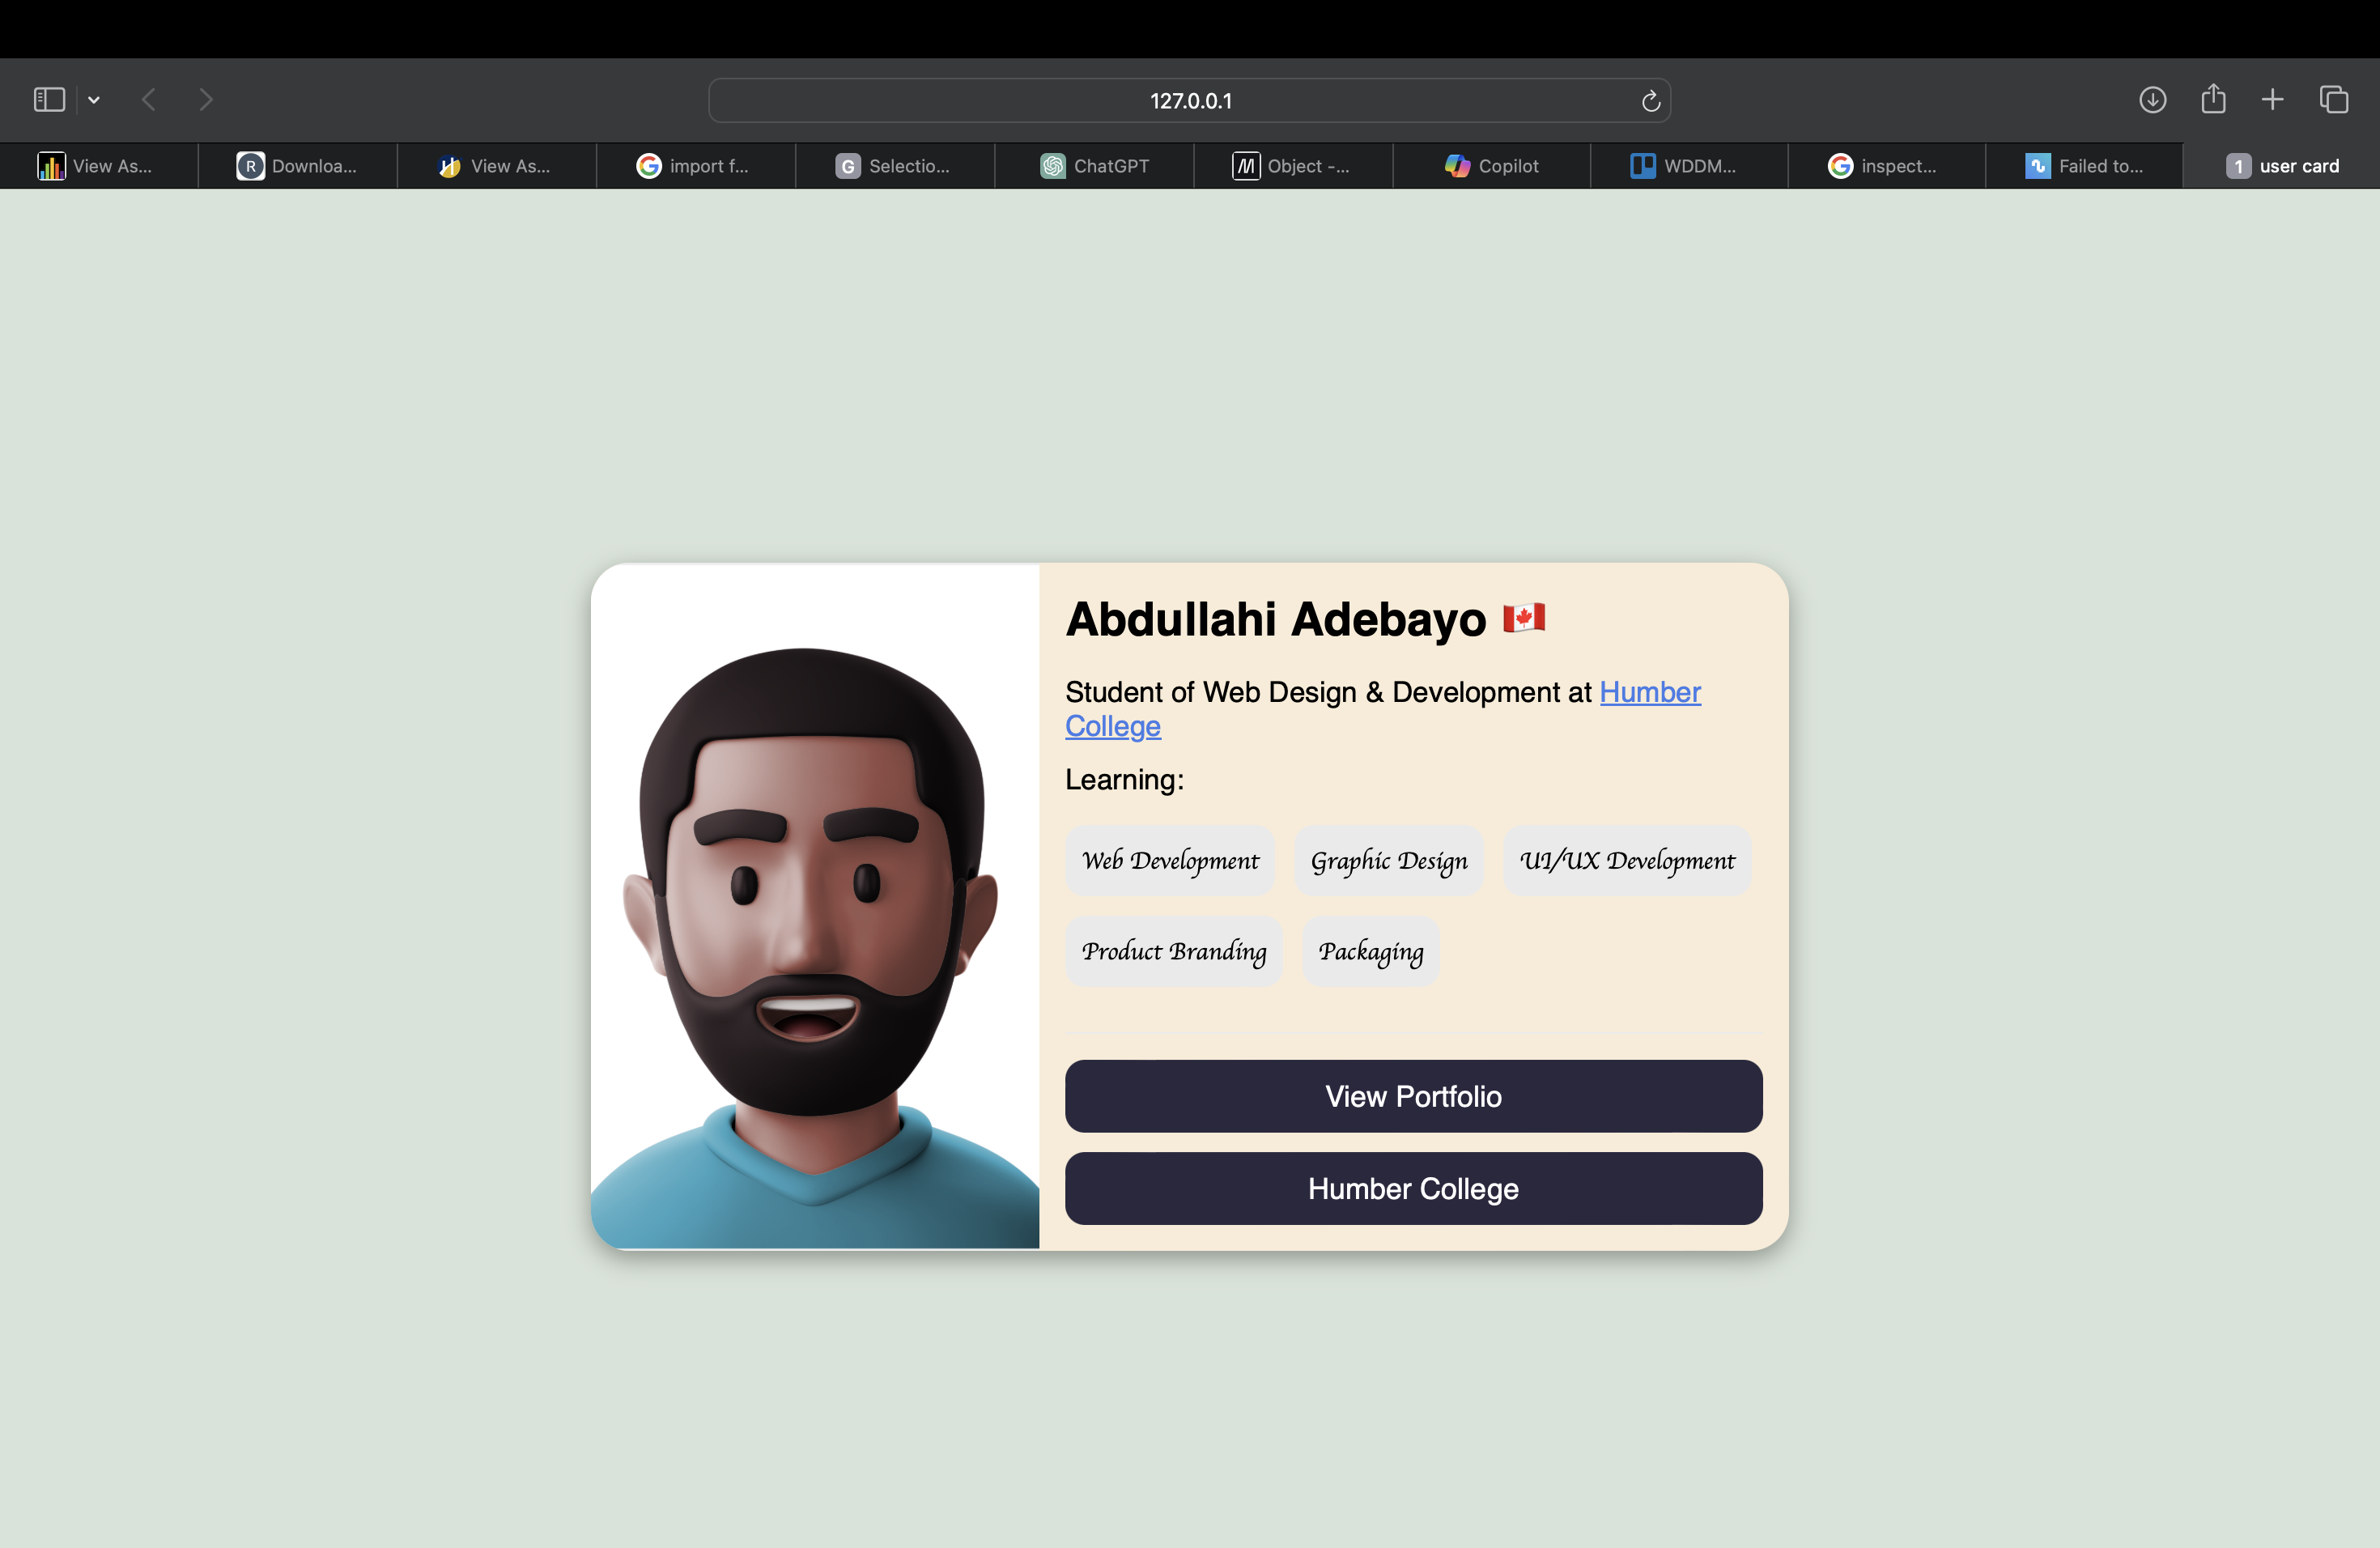 127.0.0.1
View As... Downloa... View As... import f... G Selectio... ChatGPT Object -... Copilot WDDM... inspect... Failed to... 1 user card
Abdullahi Adebayo 🇨🇦
Student of Web Design & Development at Humber
College
Learning:
Web Development Graphic Design UI/UX Development
Product Branding Packaging
View Portfolio
Humber College